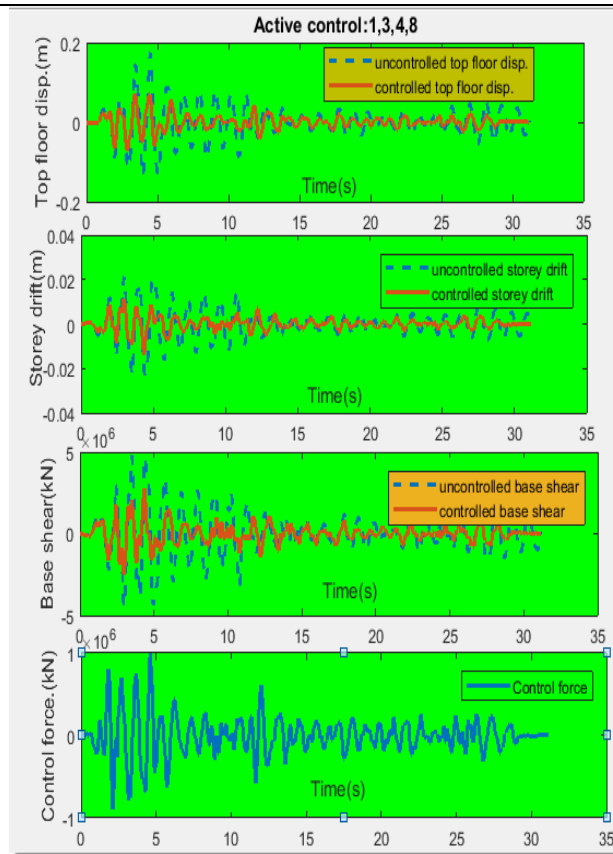 Active control:1,3,4,8
Top floor disp.(m)
0.2
0
-0.2
uncontrolled top floor disp.
controlled top floor disp.
Time(s)
0 5 10 15 20 25 30 35
Storey drift(m)
0.04
0.02
0
-0.02
-0.04
uncontrolled storey drift
controlled storey drift
Time(s)
0 5 10 15 20 25 30 35
Base shear(kN)
×10^6
5
0
-5
uncontrolled base shear
controlled base shear
Time(s)
0 5 10 15 20 25 30 35
Control force.(kN)
×10^6
1
0
-1
Control force
Time(s)
0 5 10 15 20 25 30 35